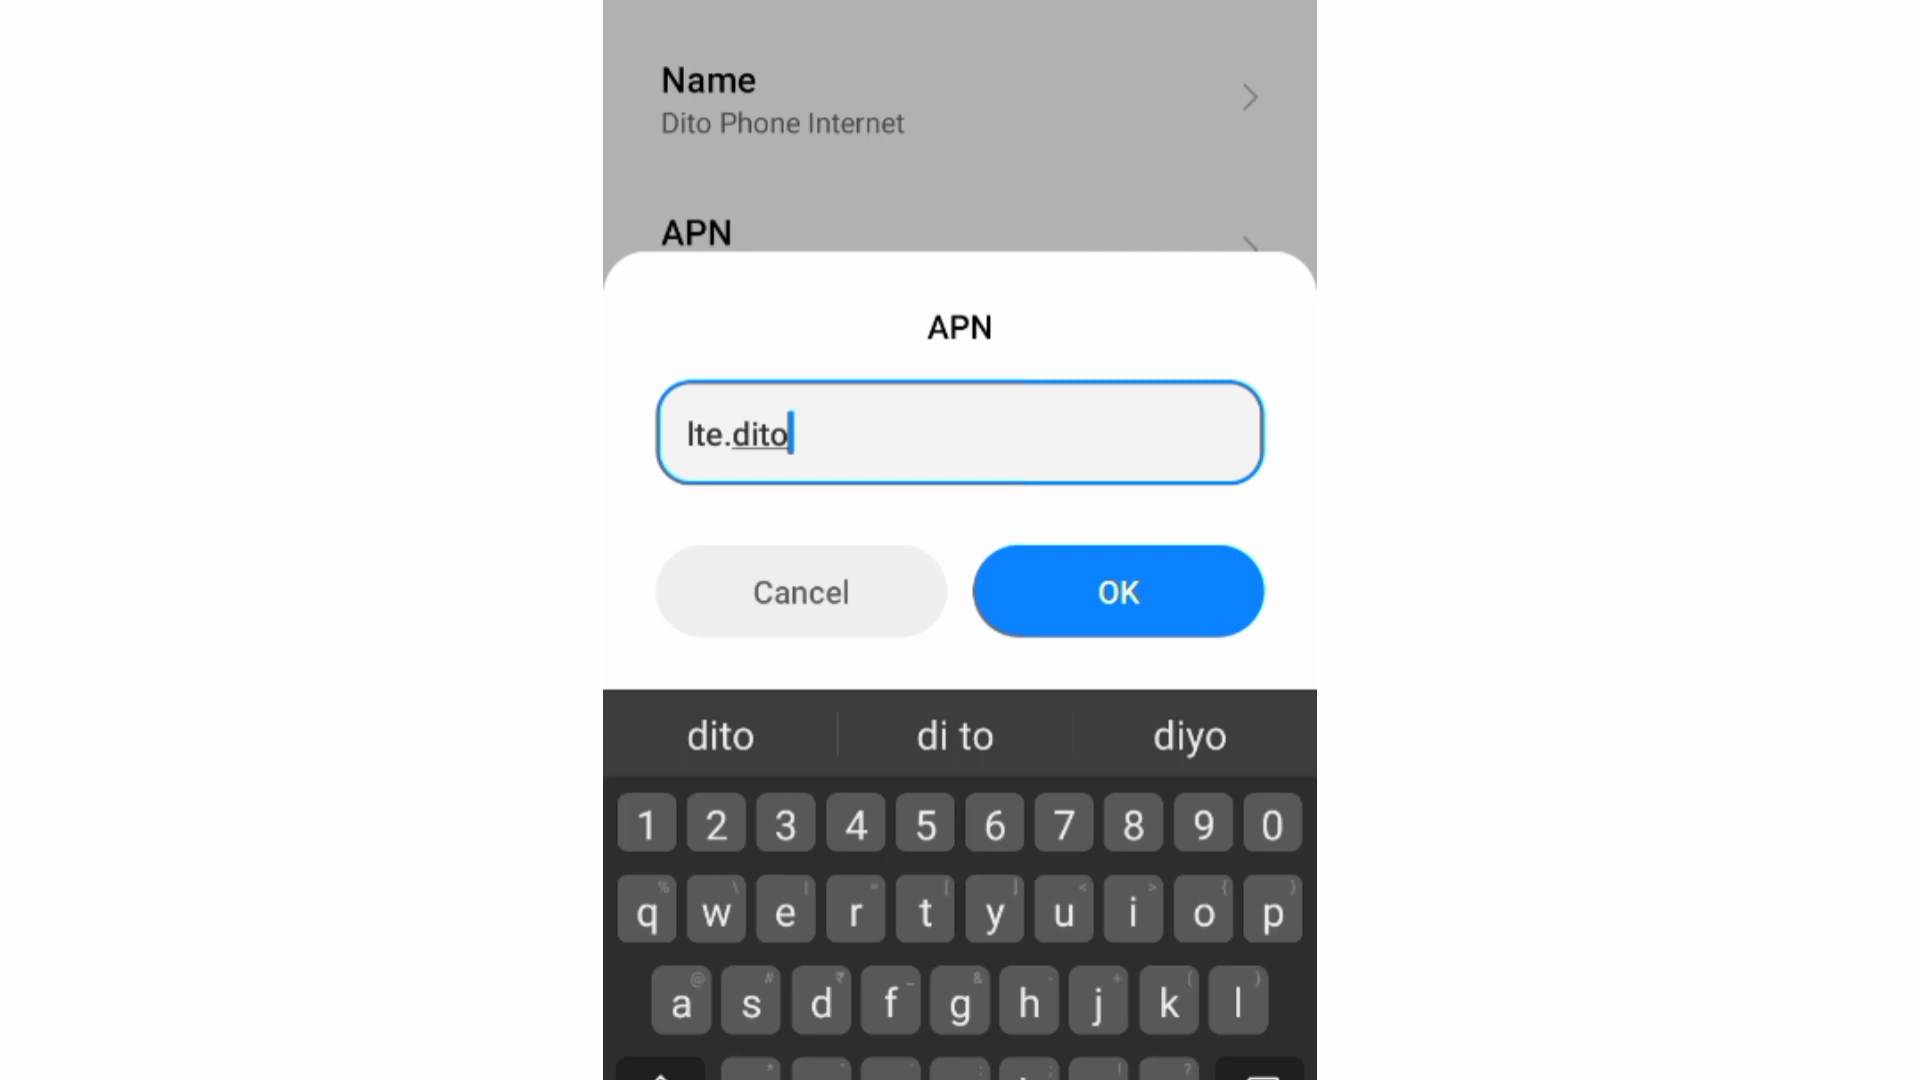 Name
Dito Phone Internet
APN
APN
lte.dito
Cancel OK
dito di to diyo
1 2 3 4 5 6 7 8 9 0
q w e r t y u i o p
a s d f g h j k l